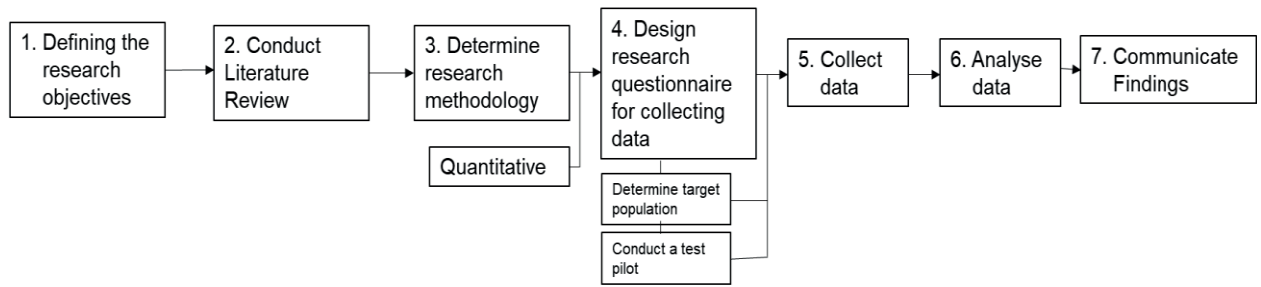 1. Defining the
research
objectives
2. Conduct
Literature
Review
3. Determine
research
methodology
Quantitative
4. Design
research
questionnaire
for collecting
data
Determine target
population
Conduct a test
pilot
5. Collect
data
6. Analyse
data
7. Communicate
Findings